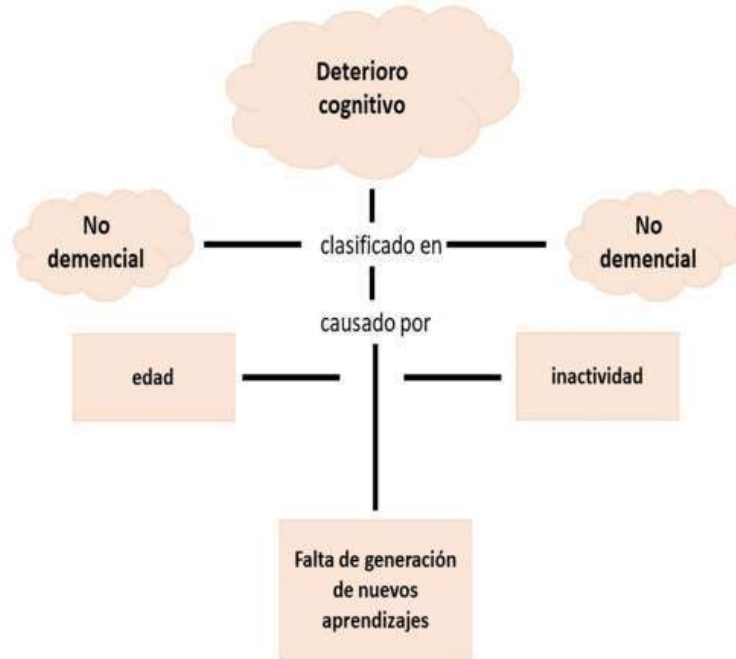 Deterioro
cognitivo
No
demencial
clasificado en
No
demencial
causado por
edad
inactividad
Falta de generación
de nuevos
aprendizajes